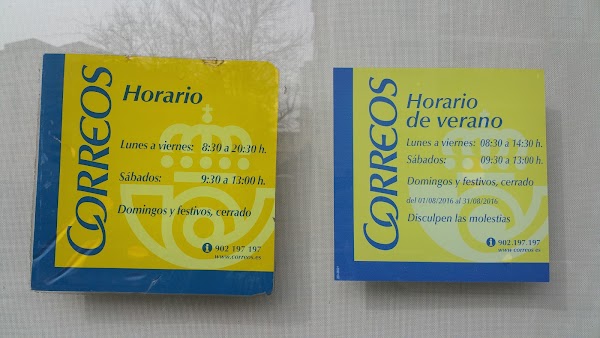 CORREOS
Horario
Lunes a viernes: 8:30 a 20:30 h.
Sábados: 9:30 a 13:00 h.
Domingos y festivos, cerrado
902 197 197
www.correos.es
CORREOS
Horario
de verano
Lunes a viernes: 08:30 a 14:30 h.
Sábados: 09:30 a 13:00 h.
Domingos y festivos, cerrado
del 01/08/2016 al 31/08/2016
Disculpen las molestias
902.197.197
www.correos.es